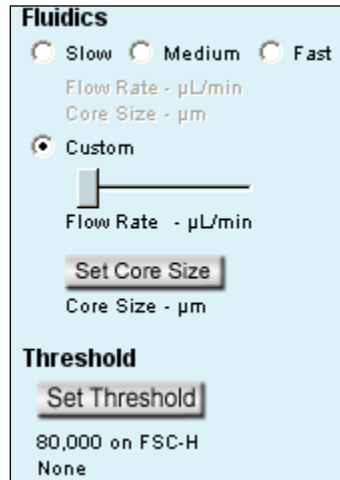 Fluidics
Slow Medium Fast
Flow Rate - µL/min
Core Size - µm
Custom
Flow Rate - µL/min
Set Core Size
Core Size - µm
Threshold
Set Threshold
80,000 on FSC-H
None